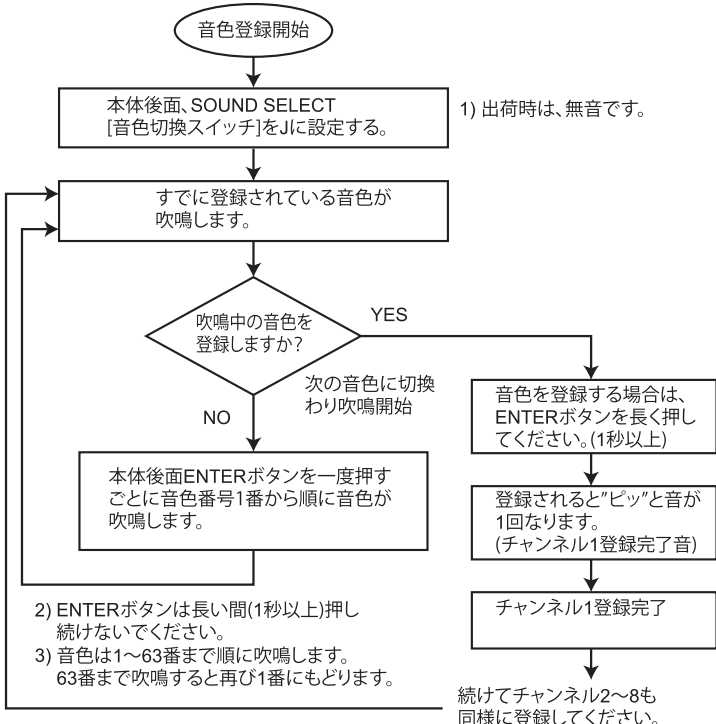 音色登録開始
本体後面、SOUND SELECT
[音色切換スイッチ]をJに設定する。
1) 出荷時は、無音です。
すでに登録されている音色が
吹鳴します。
吹鳴中の音色を
登録しますか?
YES
次の音色に切換
わり吹鳴開始
NO
本体後面ENTERボタンを一度押す
ごとに音色番号1番から順に音色が
吹鳴します。
2) ENTERボタンは長い間(1秒以上)押し
続けないでください。
3) 音色は1〜63番まで順に吹鳴します。
63番まで吹鳴すると再び1番にもどります。
音色を登録する場合は、
ENTERボタンを長く押し
てください。(1秒以上)
登録されると"ピッ"と音が
1回なります。
(チャンネル1登録完了音)
チャンネル1登録完了
続けてチャンネル2〜8も
同様に登録してください。